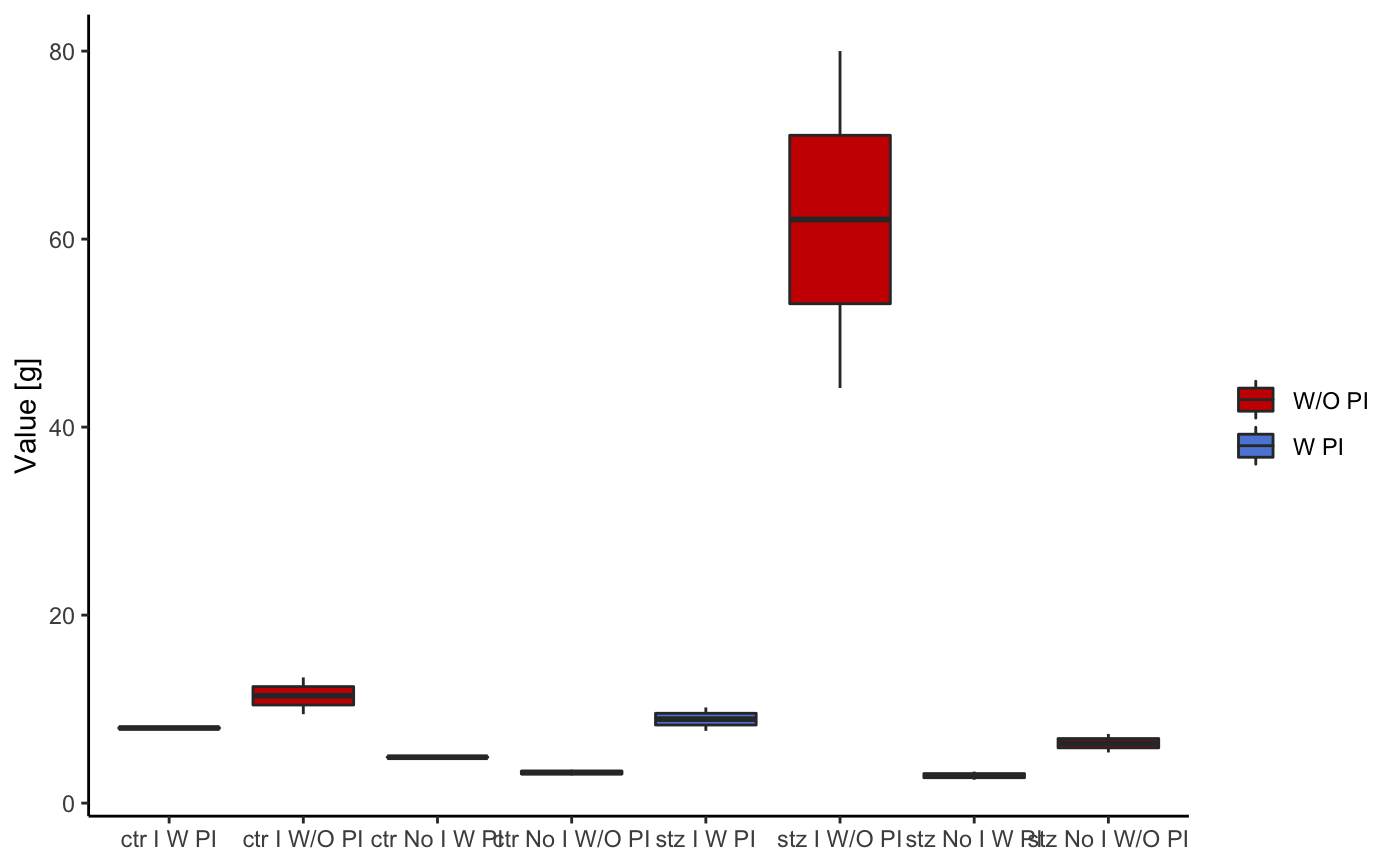 80
60
40
20
0
Value [g]
ctr I W PI
ctr I W/O PI
ctr No I W PI
ctr No I W/O PI
stz I W PI
stz I W/O PI
stz No I W PI
stz No I W/O PI
W/O PI
W PI